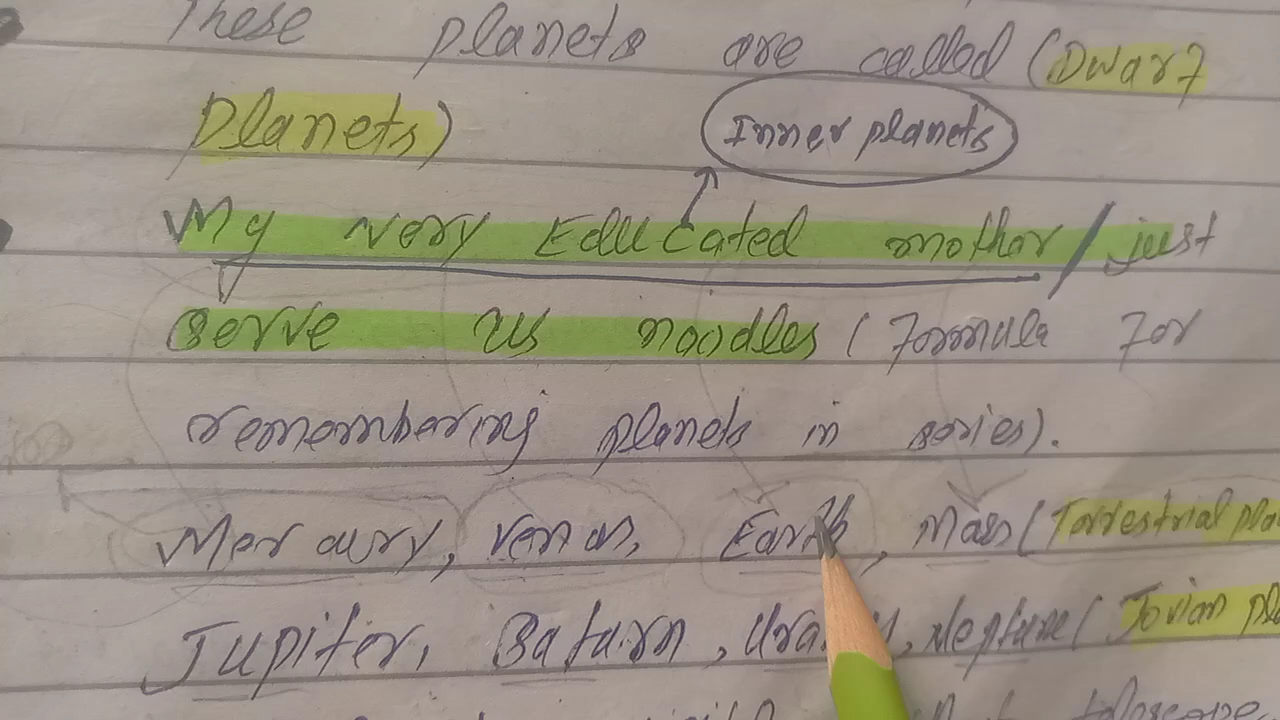 These planets are called (Dwarf
Planets)
Inner planets
My very Educated mother / just
serve us noodles (Formula For
remembering planets in series).
Mercury, Venus, Earth, Mars (Terrestrial pla
Jupiter, Saturn, Ura, Neptune (Jovian pl
telescope